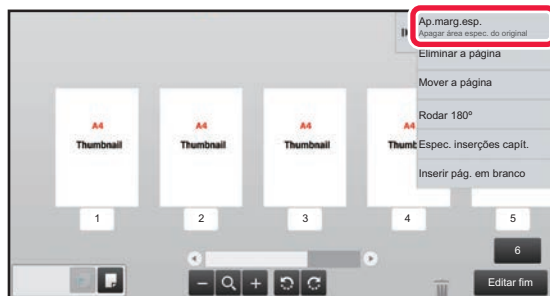 Ap.marg.esp.
Apagar área espec. do original
Eliminar a página
Mover a página
Rodar 180º
Espec. inserções capít.
Inserir pág. em branco
A4
Thumbnail
A4
Thumbnail
A4
Thumbnail
A4
Thumb
1
2
3
4
5
6
Editar fim